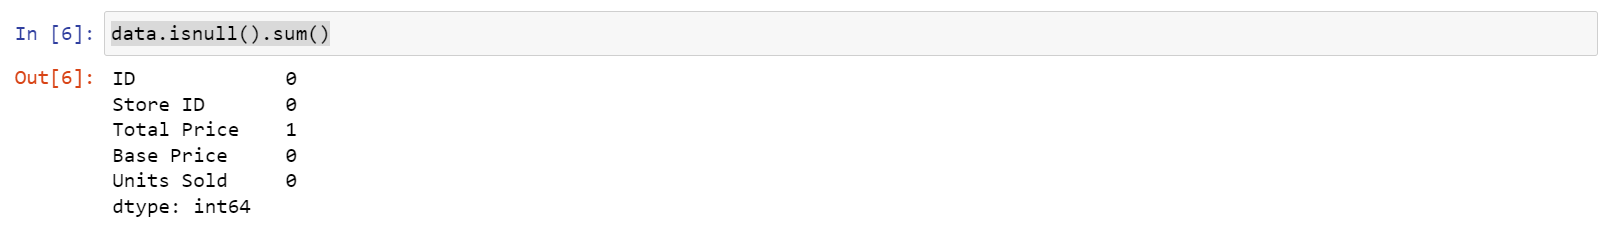 In [6]: data.isnull().sum()
Out[6]: ID             0
Store ID       0
Total Price    1
Base Price     0
Units Sold     0
dtype: int64